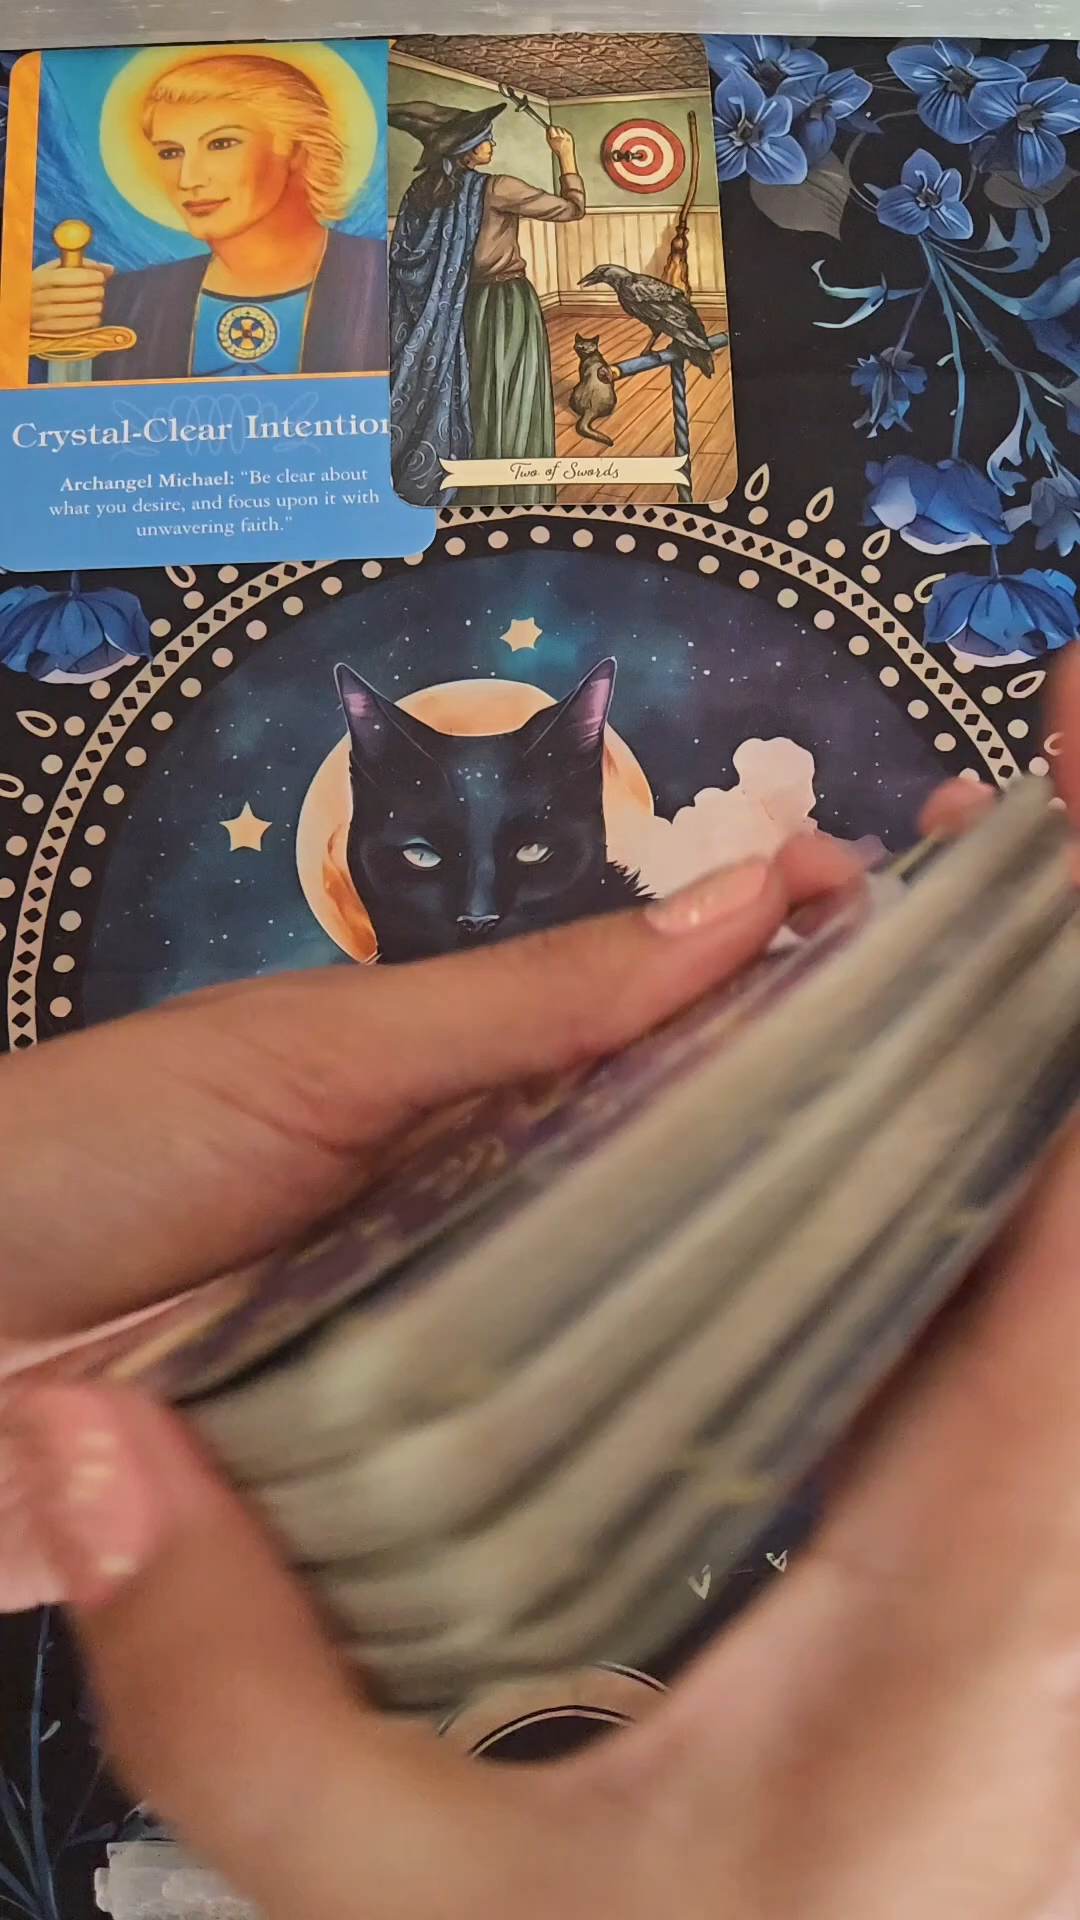 Crystal-Clear Intention
Archangel Michael: “Be clear about
what you desire, and focus upon it with
unwavering faith.”
Two of Swords